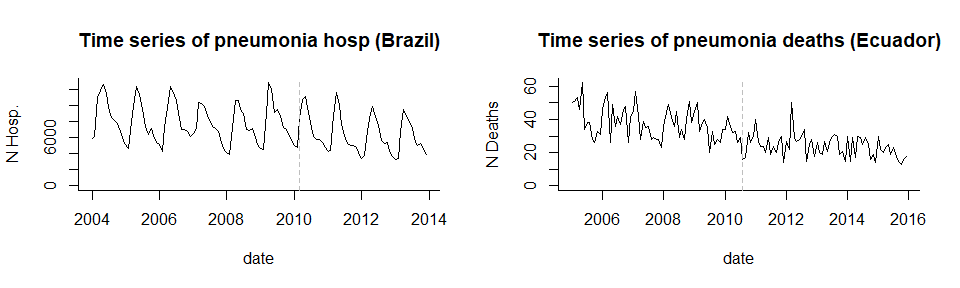 Time series of pneumonia hosp (Brazil)
N Hosp.
6000
0
2004 2006 2008 2010 2012 2014
date
Time series of pneumonia deaths (Ecuador)
N Deaths
60
40
20
0
2006 2008 2010 2012 2014 2016
date